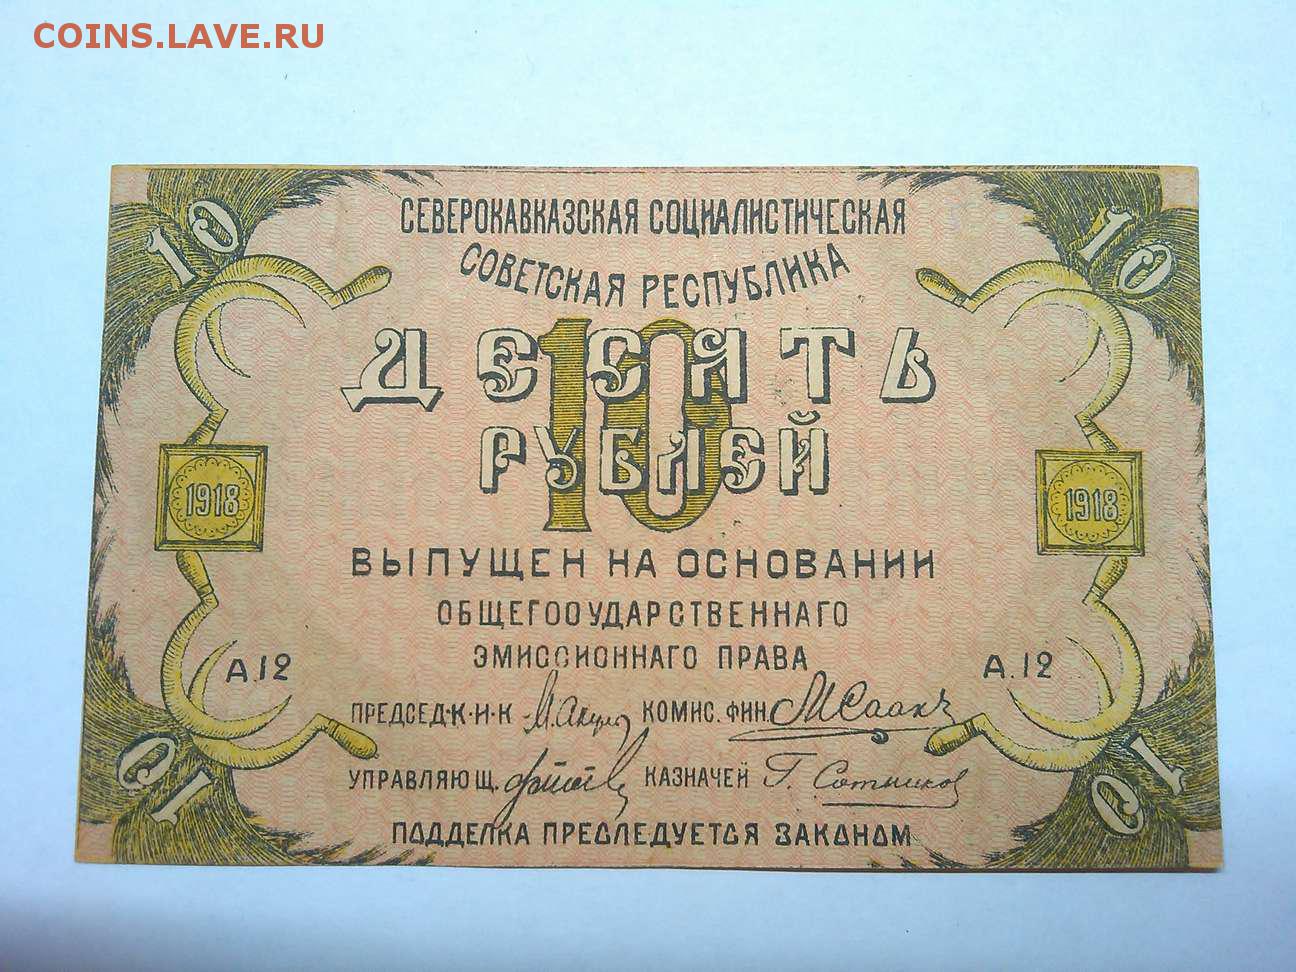 COINS.LAVE.RU
10 10
СЕВЕРОКАВКАЗСКАЯ СОЦИАЛИСТИЧЕСКАЯ
СОВЕТСКАЯ РЕСПУБЛИКА
10
ДЕСЯТЬ
РУБЛЕЙ
1918 1918
ВЫПУЩЕН НА ОСНОВАНИИ
ОБЩЕГООУДАРСТВЕННАГО
ЭМИССИОННАГО ПРАВА
А.12 А.12
ПРЕДСЕД.К.Н.К КОМИС. ФИН. МСаакъ
УПРАВЛЯЮЩ. КАЗНАЧЕЙ Г. Сотников
10 10
ПОДДЕЛКА ПРЕСЛЕДУЕТСЯ ЗАКОНОМ